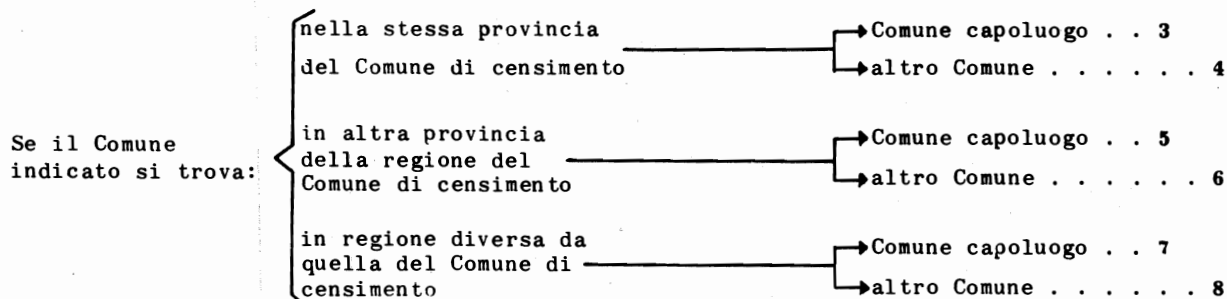 Se il Comune
indicato si trova:
nella stessa provincia
del Comune di censimento
Comune capoluogo . . 3
altro Comune . . . . . . 4
in altra provincia
della regione del
Comune di censimento
Comune capoluogo . . 5
altro Comune . . . . . . 6
in regione diversa da
quella del Comune di
censimento
Comune capoluogo . . 7
altro Comune . . . . . . 8